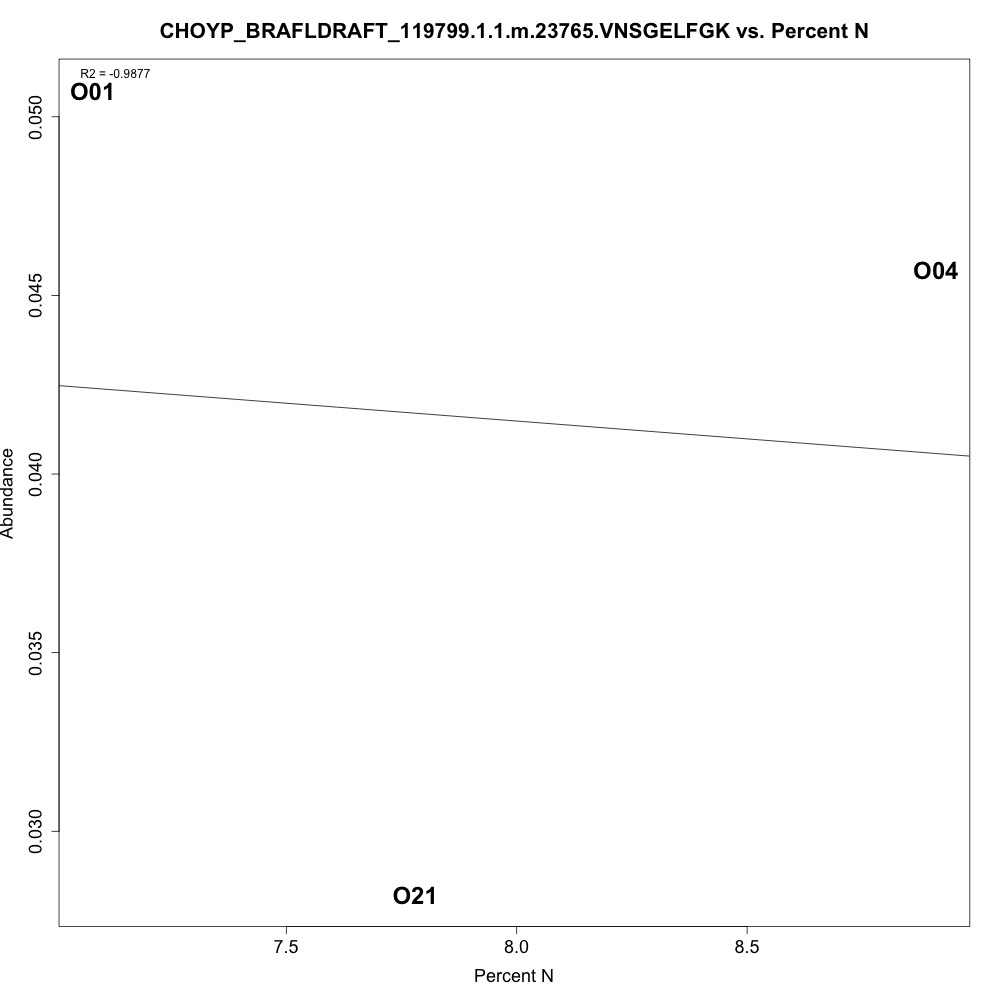 CHOYP_BRAFLDRAFT_119799.1.1.m.23765.VNSGELFGK vs. Percent N
R2 = -0.9877
O01
0.050
O04
0.045
0.040
Abundance
0.035
0.030
O21
7.5 8.0 8.5
Percent N